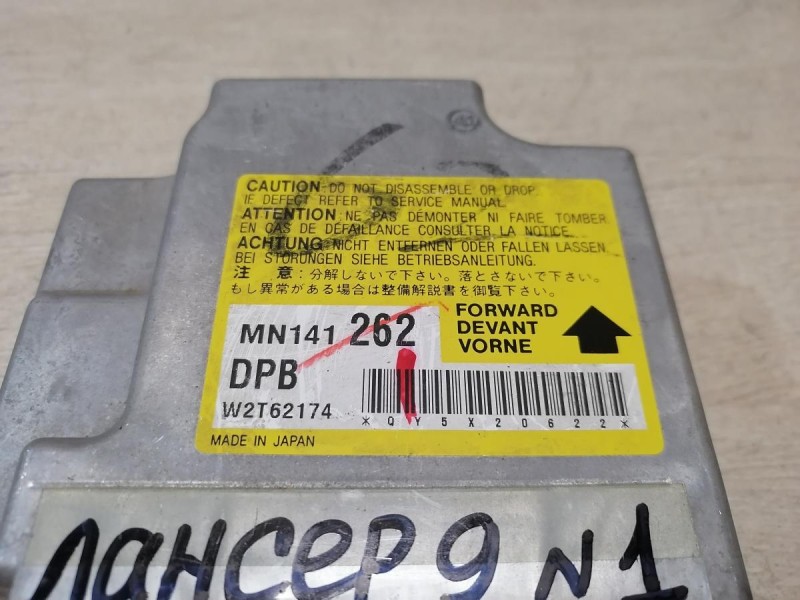 CAUTION DO NOT DISASSEMBLE OR DROP.
IE DEFECT REFER TO SERVICE MANUAL.
ATTENTION NE PAS DÉMONTER NI FAIRE TOMBER
EN CAS DE DÉFAILLANCE CONSULTER LA NOTICE.
ACHTUNG NICHT ENTFERNEN ODER FALLEN LASSEN.
BEI STÖRUNGEN SIEHE BETRIEBSANLEITUNG.
注 意：分解しないで下さい。落とさないで下さい。
もし異常がある場合は整備解説書を御覧下さい。
MN141 262
FORWARD
DEVANT
VORNE
DPB
W2T62174
*QY5X20622*
MADE IN JAPAN
ЛАНСЕР 9 N1